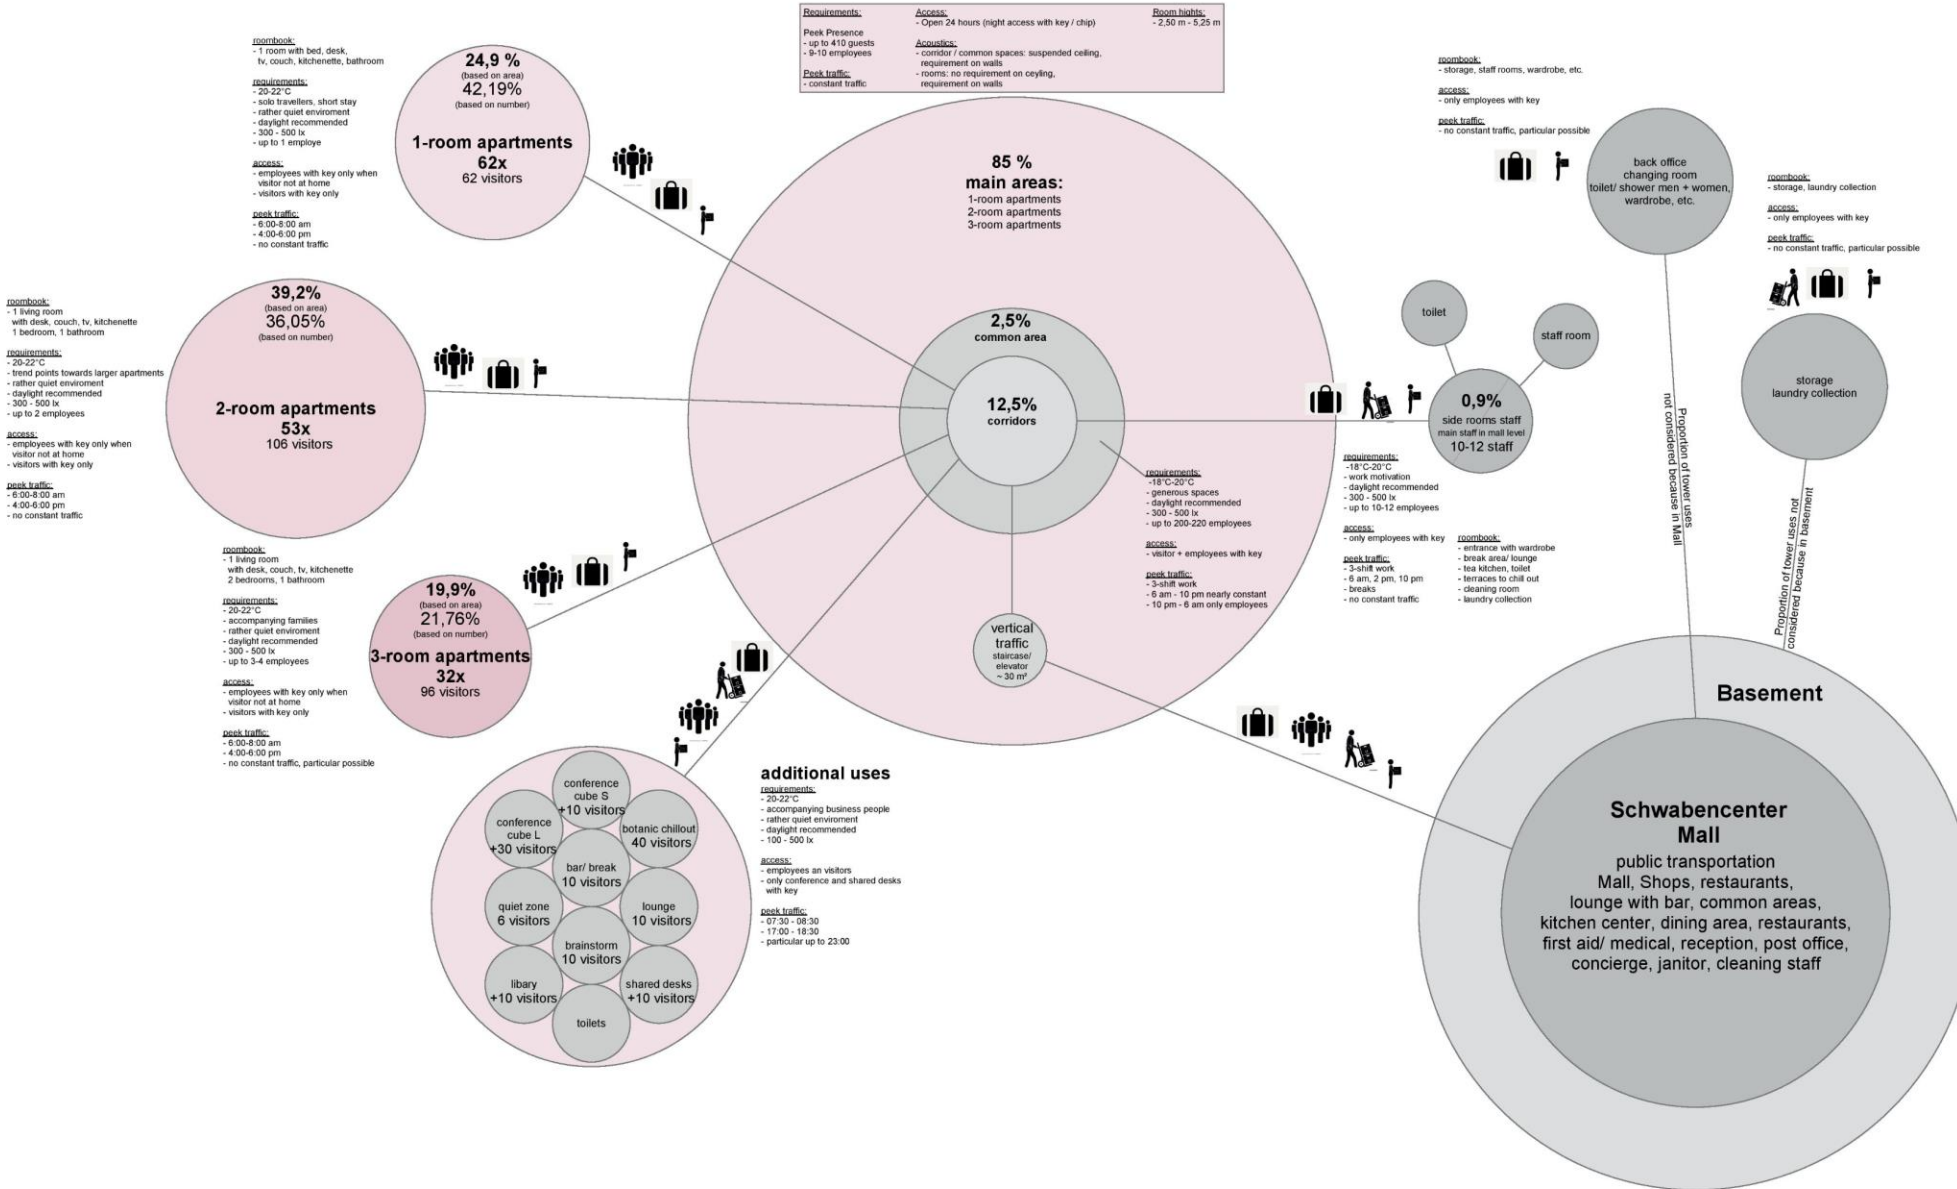 Requirements:
Peek Presence
- up to 410 guests
- 9-10 employees
Peek traffic:
- constant traffic
Access:
- Open 24 hours (night access with key / chip)
Acoustics:
- corridor / common spaces: suspended ceiling,
requirement on walls
- rooms: no requirement on ceyling,
requirement on walls
Room hights:
- 2,50 m - 5,25 m
roombook:
- 1 room with bed, desk,
tv, couch, kitchenette, bathroom
requirements:
- 20-22°C
- solo travellers, short stay
- rather quiet enviroment
- daylight recommended
- 300 - 500 lx
- up to 1 employe
access:
- employees with key only when
visitor not at home
- visitors with key only
peek traffic:
- 6:00-8:00 am
- 4:00-6:00 pm
- no constant traffic
24,9 %
(based on area)
42,19%
(based on number)
1-room apartments
62x
62 visitors
85 %
main areas:
1-room apartments
2-room apartments
3-room apartments
2,5%
common area
12,5%
corridors
vertical
traffic
staircase/
elevator
~ 30 m²
requirements:
-18°C-20°C
- generous spaces
- daylight recommended
- 300 - 500 lx
- up to 200-220 employees
access:
- visitor + employees with key
peek traffic:
- 3-shift work
- 6 am - 10 pm nearly constant
- 10 pm - 6 am only employees
roombook:
- 1 living room
with desk, couch, tv, kitchenette
1 bedroom, 1 bathroom
requirements:
- 20-22°C
- trend points towards larger apartments
- rather quiet enviroment
- daylight recommended
- 300 - 500 lx
- up to 2 employees
access:
- employees with key only when
visitor not at home
- visitors with key only
peek traffic:
- 6:00-8:00 am
- 4:00-6:00 pm
- no constant traffic
39,2%
(based on area)
36,05%
(based on number)
2-room apartments
53x
106 visitors
roombook:
- 1 living room
with desk, couch, tv, kitchenette
2 bedrooms, 1 bathroom
requirements:
- 20-22°C
- accompanying families
- rather quiet enviroment
- daylight recommended
- 300 - 500 lx
- up to 3-4 employees
access:
- employees with key only when
visitor not at home
- visitors with key only
peek traffic:
- 6:00-8:00 am
- 4:00-6:00 pm
- no constant traffic, particular possible
19,9%
(based on area)
21,76%
(based on number)
3-room apartments
32x
96 visitors
conference
cube S
+10 visitors
conference
cube L
+30 visitors
botanic chillout
40 visitors
bar/ break
10 visitors
quiet zone
6 visitors
lounge
10 visitors
brainstorm
10 visitors
libary
+10 visitors
shared desks
+10 visitors
toilets
additional uses
requirements:
- 20-22°C
- accompanying business people
- rather quiet enviroment
- daylight recommended
- 100 - 500 lx
access:
- employees an visitors
- only conference and shared desks
with key
peek traffic:
- 07:30 - 08:30
- 17:00 - 18:30
- particular up to 23:00
roombook:
- storage, staff rooms, wardrobe, etc.
access:
- only employees with key
peek traffic:
- no constant traffic, particular possible
back office
changing room
toilet/ shower men + women,
wardrobe, etc.
roombook:
- storage, laundry collection
access:
- only employees with key
peek traffic:
- no constant traffic, particular possible
storage
laundry collection
toilet
staff room
0,9%
side rooms staff
main staff in mall level
10-12 staff
requirements:
-18°C-20°C
- work motivation
- daylight recommended
- 300 - 500 lx
- up to 10-12 employees
access:
- only employees with key
peek traffic:
- 3-shift work
- 6 am, 2 pm, 10 pm
- breaks
- no constant traffic
roombook:
- entrance with wardrobe
- break area/ lounge
- tea kitchen, toilet
- terraces to chill out
- cleaning room
- laundry collection
Proportion of tower uses
not considered because in Mall
Proportion of tower uses not
considered because in basement
Basement
Schwabencenter
Mall
public transportation
Mall, Shops, restaurants,
lounge with bar, common areas,
kitchen center, dining area, restaurants,
first aid/ medical, reception, post office,
concierge, janitor, cleaning staff